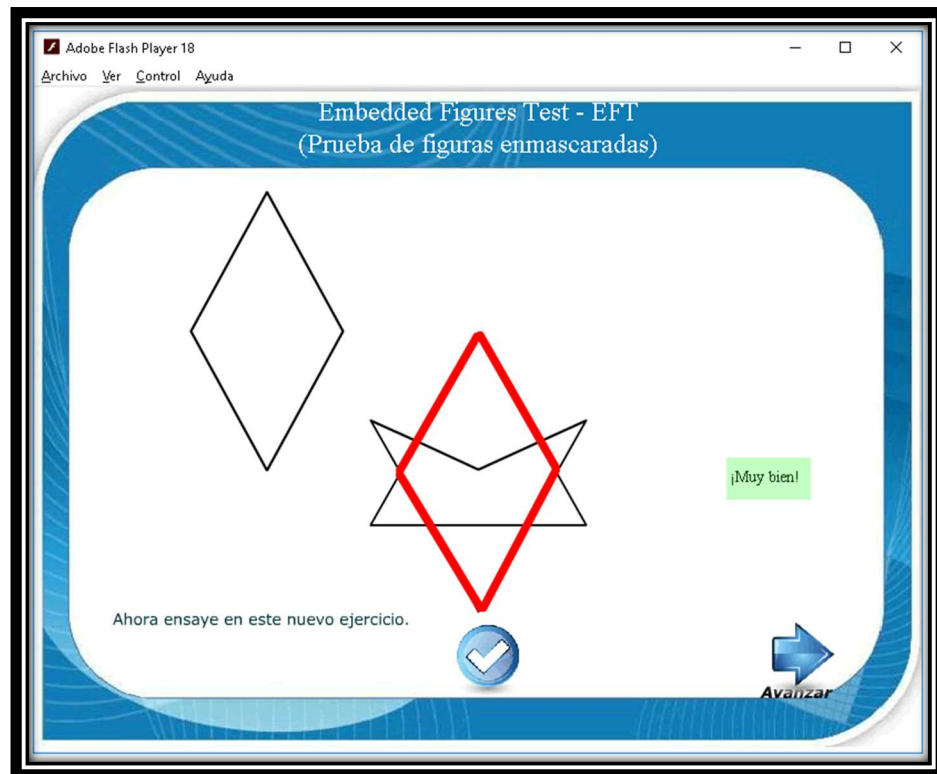 Adobe Flash Player 18
Archivo Ver Control Ayuda
Embedded Figures Test - EFT
(Prueba de figuras enmascaradas)
¡Muy bien!
Ahora ensaye en este nuevo ejercicio.
Avanzar